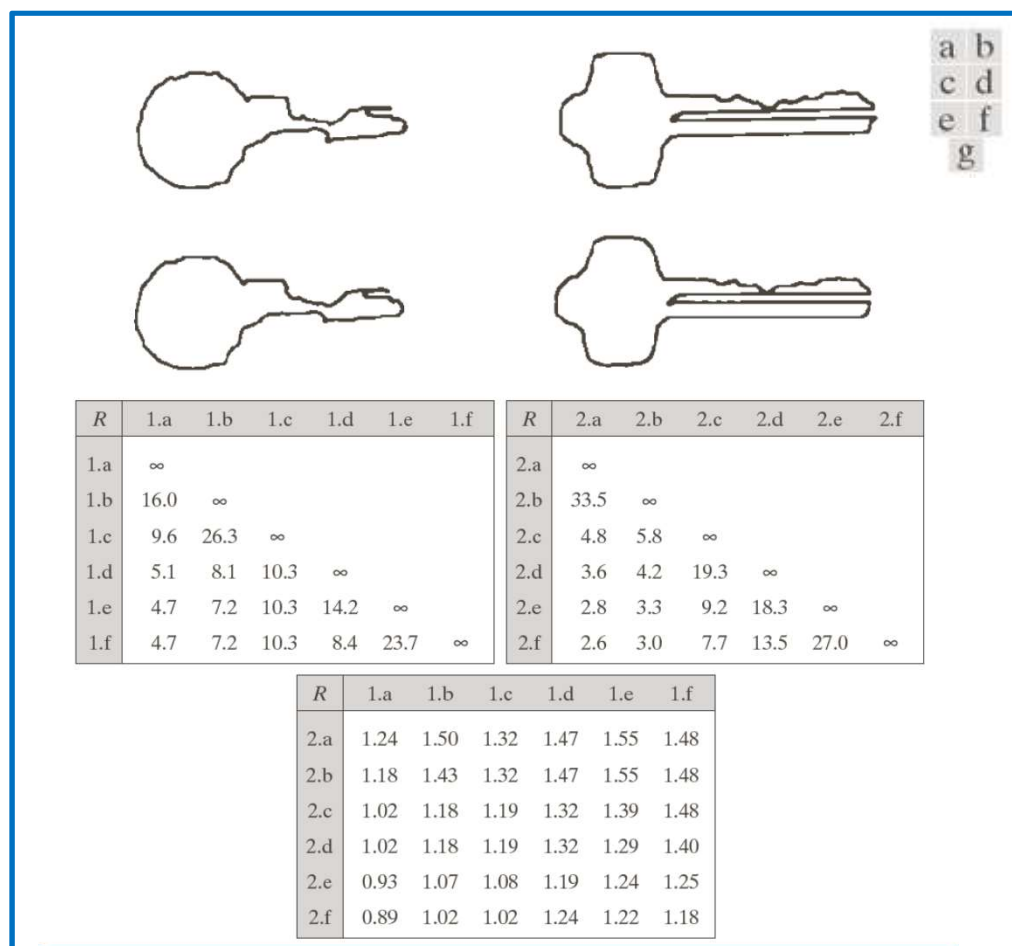 a b
c d
e f
g
R 1.a 1.b 1.c 1.d 1.e 1.f
1.a ∞
1.b 16.0 ∞
1.c 9.6 26.3 ∞
1.d 5.1 8.1 10.3 ∞
1.e 4.7 7.2 10.3 14.2 ∞
1.f 4.7 7.2 10.3 8.4 23.7 ∞
R 2.a 2.b 2.c 2.d 2.e 2.f
2.a ∞
2.b 33.5 ∞
2.c 4.8 5.8 ∞
2.d 3.6 4.2 19.3 ∞
2.e 2.8 3.3 9.2 18.3 ∞
2.f 2.6 3.0 7.7 13.5 27.0 ∞
R 1.a 1.b 1.c 1.d 1.e 1.f
2.a 1.24 1.50 1.32 1.47 1.55 1.48
2.b 1.18 1.43 1.32 1.47 1.55 1.48
2.c 1.02 1.18 1.19 1.32 1.39 1.48
2.d 1.02 1.18 1.19 1.32 1.29 1.40
2.e 0.93 1.07 1.08 1.19 1.24 1.25
2.f 0.89 1.02 1.02 1.24 1.22 1.18